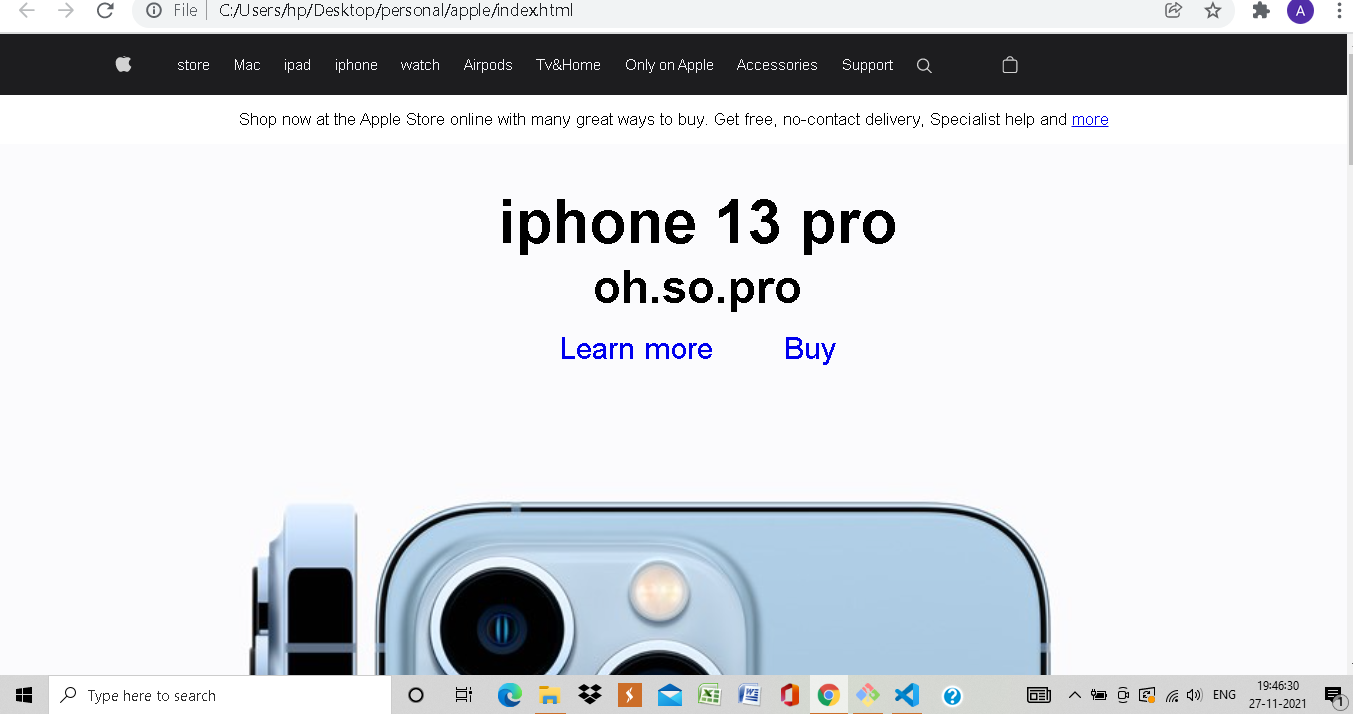 File C:/Users/hp/Desktop/personal/apple/index.html A
store Mac ipad iphone watch Airpods Tv&Home Only on Apple Accessories Support
Shop now at the Apple Store online with many great ways to buy. Get free, no-contact delivery, Specialist help and more
iphone 13 pro
oh.so.pro
Learn more Buy
Type here to search
ENG
19:46:30
27-11-2021
1